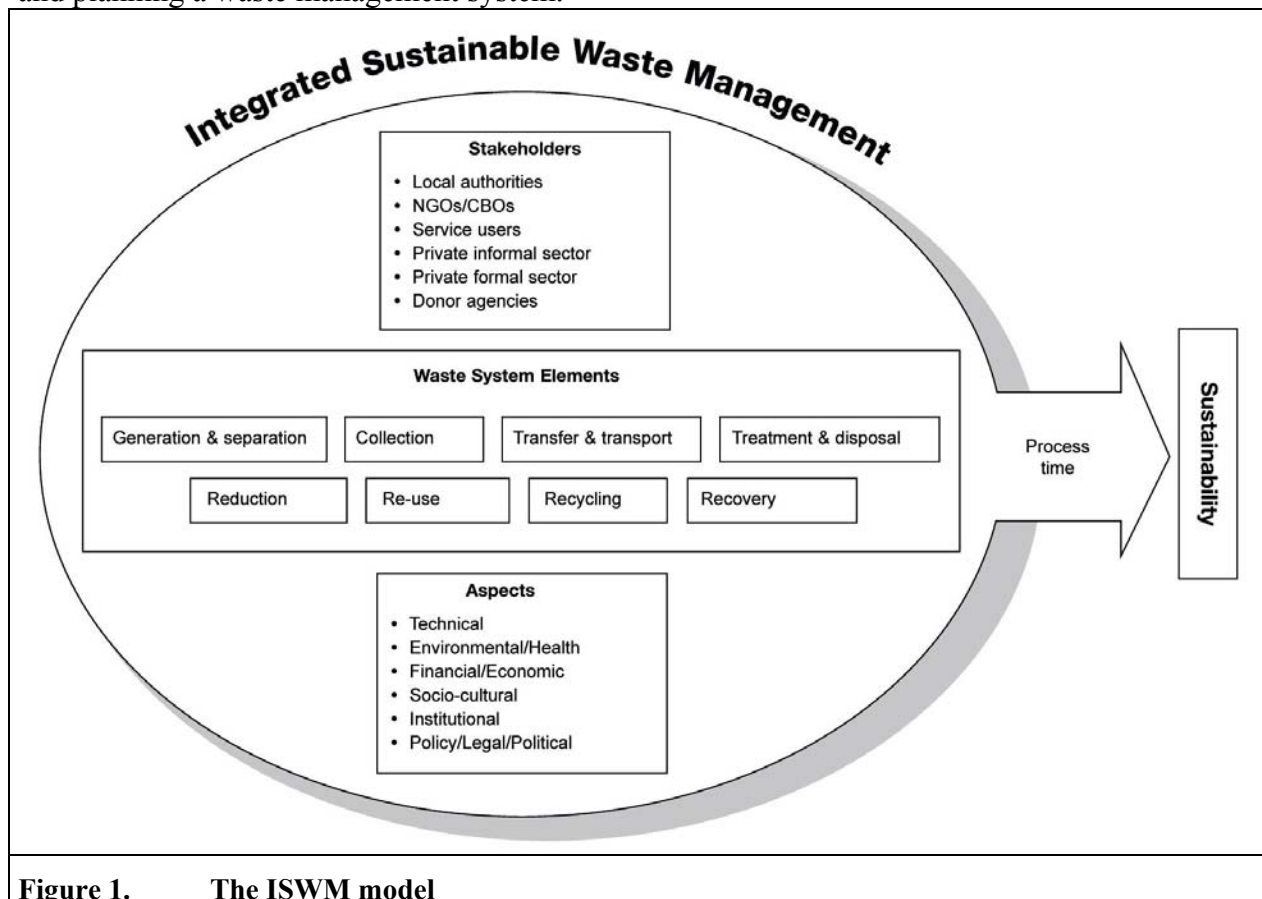 and planning a waste management system.
Integrated Sustainable Waste Management
Stakeholders
• Local authorities
• NGOs/CBOs
• Service users
• Private informal sector
• Private formal sector
• Donor agencies
Waste System Elements
Generation & separation Collection Transfer & transport Treatment & disposal
Reduction Re-use Recycling Recovery
Process
time
Sustainability
Aspects
• Technical
• Environmental/Health
• Financial/Economic
• Socio-cultural
• Institutional
• Policy/Legal/Political
Figure 1. The ISWM model